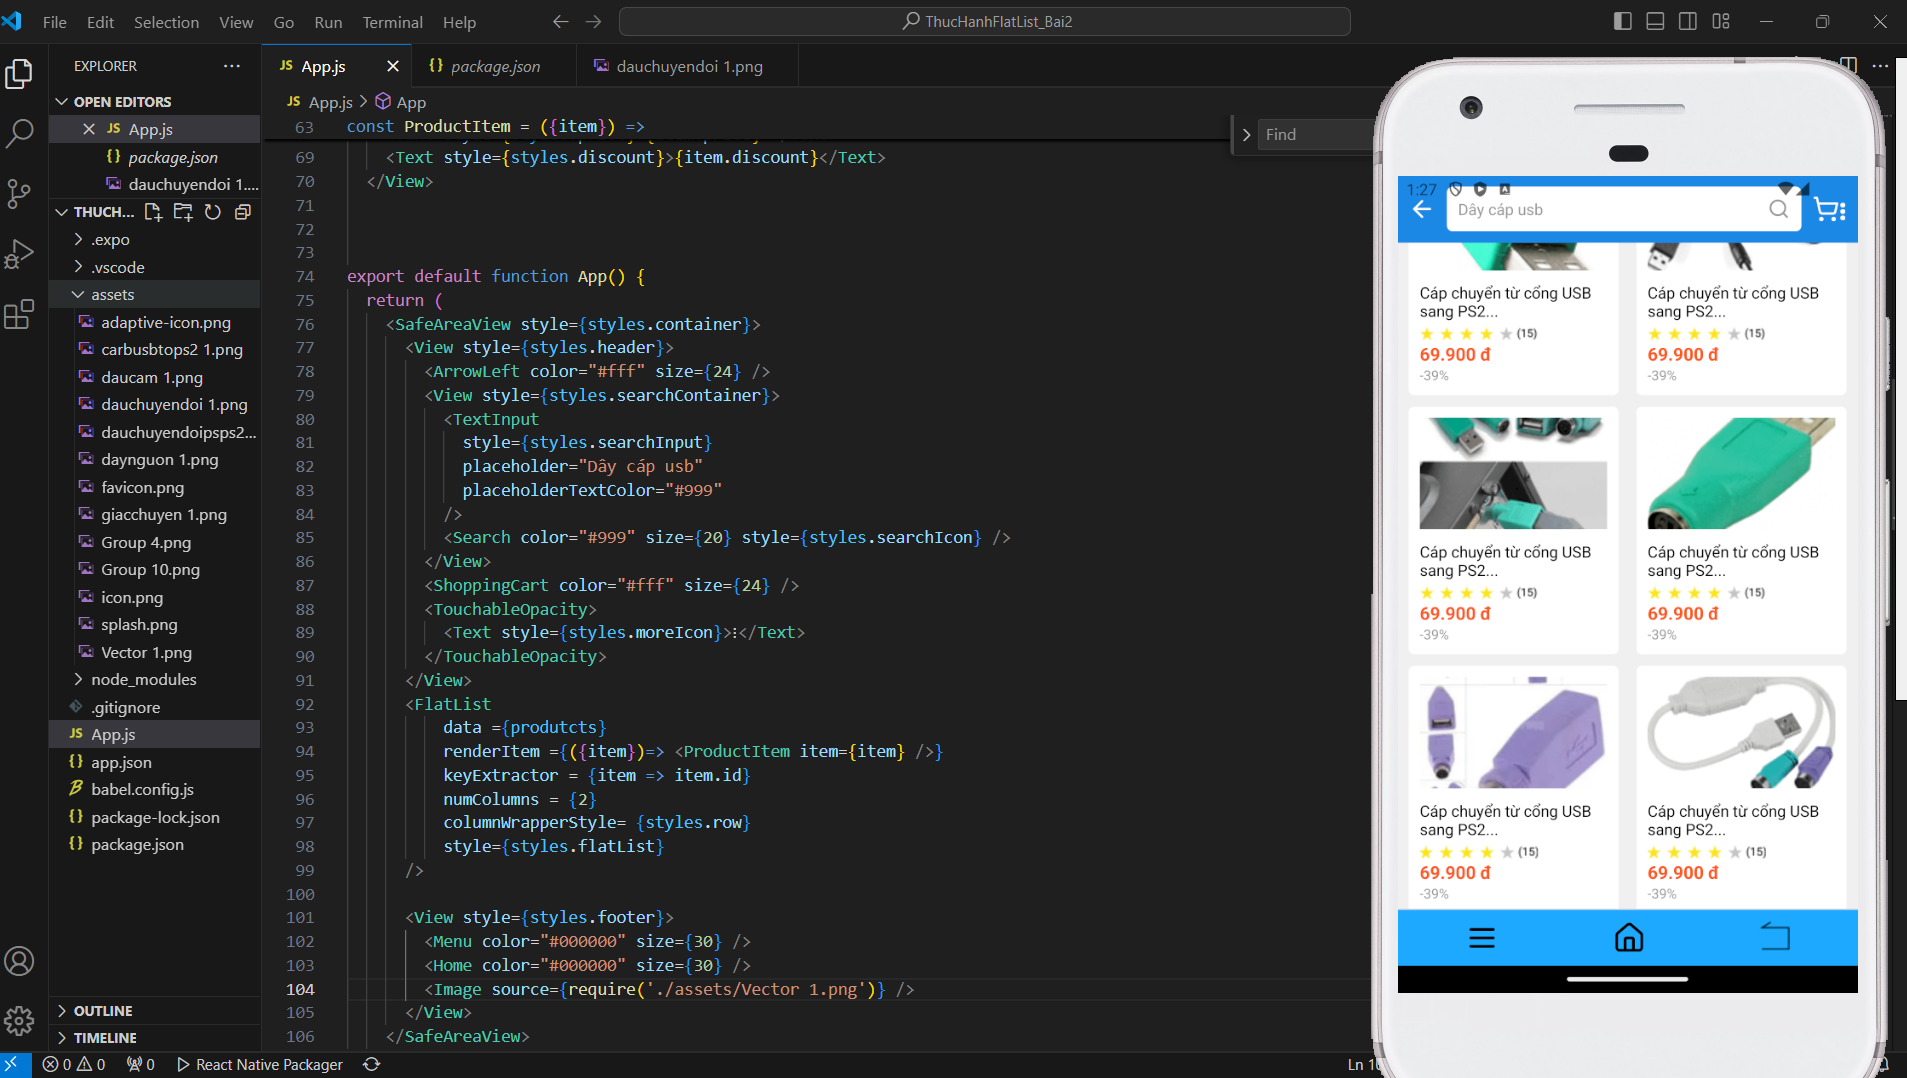 File Edit Selection View Go Run Terminal Help
ThucHanhFlatList_Bai2
EXPLORER
OPEN EDITORS
JS App.js
{} package.json
dauchuyendoi 1....
THUCH...
.expo
.vscode
assets
adaptive-icon.png
carbusbtops2 1.png
daucam 1.png
dauchuyendoi 1.png
dauchuyendoipsps2...
daynguon 1.png
favicon.png
giacchuyen 1.png
Group 4.png
Group 10.png
icon.png
splash.png
Vector 1.png
node_modules
.gitignore
JS App.js
{} app.json
babel.config.js
{} package-lock.json
{} package.json
OUTLINE
TIMELINE
JS App.js
{} package.json
dauchuyendoi 1.png
JS App.js > App
Find
63 const ProductItem = ({item}) =>
69 <Text style={styles.discount}>{item.discount}</Text>
70 </View>
71
72
73
74 export default function App() {
75 return (
76 <SafeAreaView style={styles.container}>
77 <View style={styles.header}>
78 <ArrowLeft color="#fff" size={24} />
79 <View style={styles.searchContainer}>
80 <TextInput
81 style={styles.searchInput}
82 placeholder="Dây cáp usb"
83 placeholderTextColor="#999"
84 />
85 <Search color="#999" size={20} style={styles.searchIcon} />
86 </View>
87 <ShoppingCart color="#fff" size={24} />
88 <TouchableOpacity>
89 <Text style={styles.moreIcon}>⋮</Text>
90 </TouchableOpacity>
91 </View>
92 <FlatList
93 data ={produtcts}
94 renderItem ={({item})=> <ProductItem item={item} />}
95 keyExtractor = {item => item.id}
96 numColumns = {2}
97 columnWrapperStyle= {styles.row}
98 style={styles.flatList}
99 />
100
101 <View style={styles.footer}>
102 <Menu color="#000000" size={30} />
103 <Home color="#000000" size={30} />
104 <Image source={require('./assets/Vector 1.png')} />
105 </View>
106 </SafeAreaView>
1:27
Dây cáp usb
Cáp chuyển từ cổng USB
sang PS2...
(15)
69.900 đ
-39%
Cáp chuyển từ cổng USB
sang PS2...
(15)
69.900 đ
-39%
Cáp chuyển từ cổng USB
sang PS2...
(15)
69.900 đ
-39%
Cáp chuyển từ cổng USB
sang PS2...
(15)
69.900 đ
-39%
Cáp chuyển từ cổng USB
sang PS2...
(15)
69.900 đ
-39%
Cáp chuyển từ cổng USB
sang PS2...
(15)
69.900 đ
-39%
0 0 0 React Native Packager
Ln